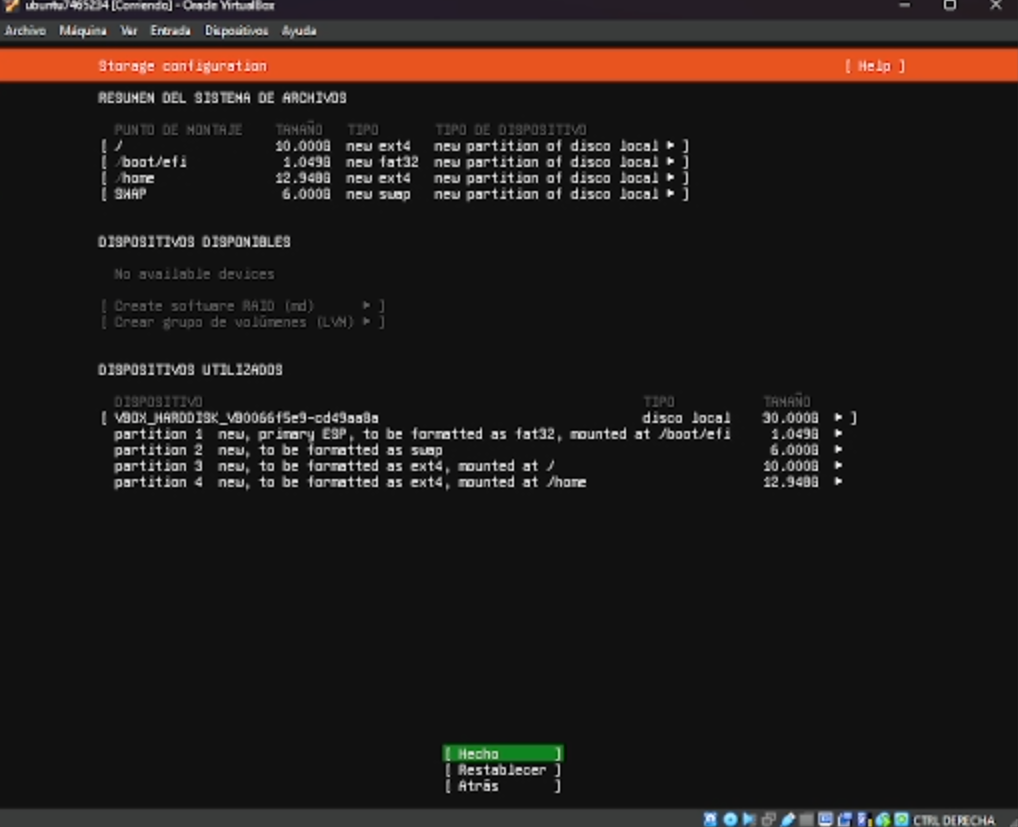 ubuntu7465234 [Corriendo] - Oracle VirtualBox
Archivo Máquina Ver Entrada Dispositivos Ayuda
Storage configuration [ Help ]
RESUMEN DEL SISTEMA DE ARCHIVOS
PUNTO DE MONTAJE TAMAÑO TIPO TIPO DE DISPOSITIVO
[ / 10.000G new ext4 new partition of disco local ▸ ]
[ /boot/efi 1.049G new fat32 new partition of disco local ▸ ]
[ /home 12.948G new ext4 new partition of disco local ▸ ]
[ SWAP 6.000G new swap new partition of disco local ▸ ]
DISPOSITIVOS DISPONIBLES
No available devices
[ Create software RAID (md) ▸ ]
[ Crear grupo de volúmenes (LVM) ▸ ]
DISPOSITIVOS UTILIZADOS
DISPOSITIVO TIPO TAMAÑO
[ VBOX_HARDDISK_VB0066f5e9-cd49aa8a disco local 30.000G ▸ ]
partition 1 new, primary ESP, to be formatted as fat32, mounted at /boot/efi 1.049G ▸
partition 2 new, to be formatted as swap 6.000G ▸
partition 3 new, to be formatted as ext4, mounted at / 10.000G ▸
partition 4 new, to be formatted as ext4, mounted at /home 12.948G ▸
[ Hecho ]
[ Restablecer ]
[ Atrás ]
CTRL DERECHA